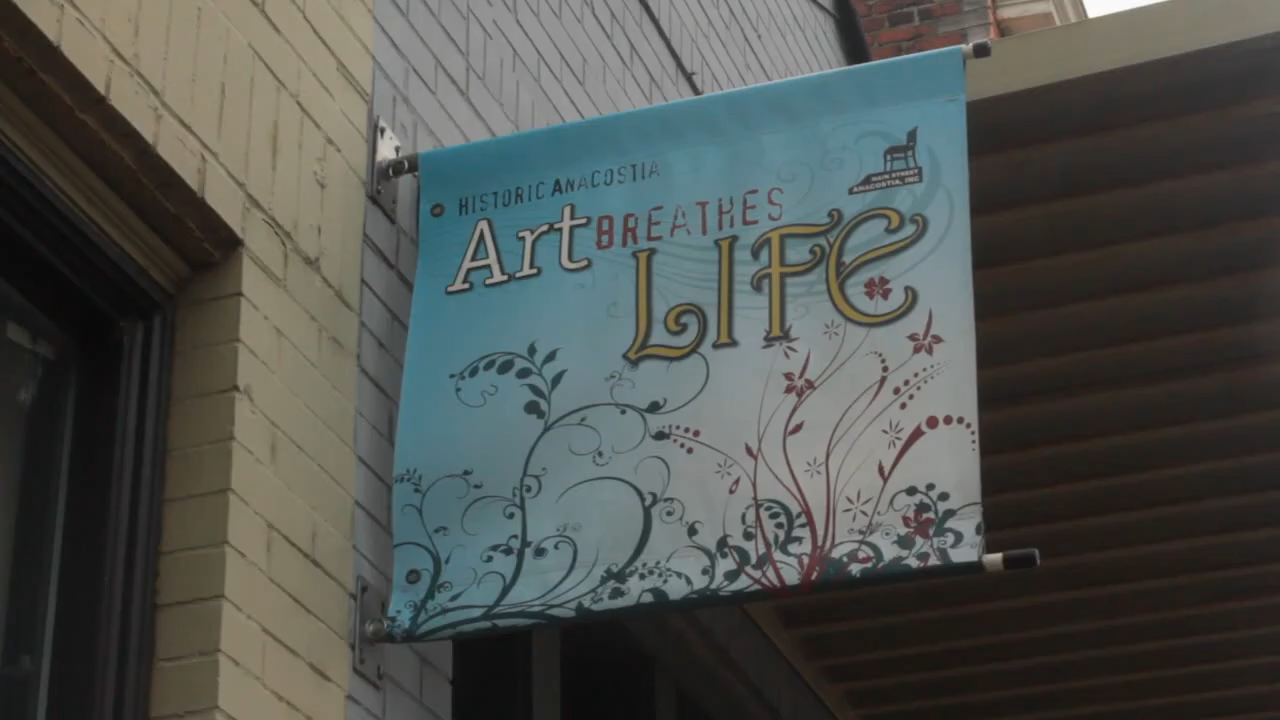 HISTORIC ANACOSTIA
Art BREATHES
LIFE
MAIN STREET
ANACOSTIA, INC